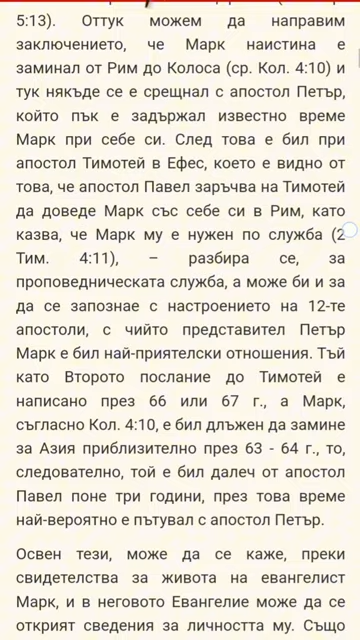 5:13). Оттук можем да направим
заключението, че Марк наистина е
заминал от Рим до Колоса (ср. Кол. 4:10) и
тук някъде се е срещнал с апостол Петър,
който пък е задържал известно време
Марк при себе си. След това е бил при
апостол Тимотей в Ефес, което е видно от
това, че апостол Павел заръчва на Тимотей
да доведе Марк със себе си в Рим, като
казва, че Марк му е нужен по служба (2
Тим. 4:11), – разбира се, за
проповедническата служба, а може би и за
да се запознае с настроението на 12-те
апостоли, с чийто представител Петър
Марк е бил най-приятелски отношения. Тъй
като Второто послание до Тимотей е
написано през 66 или 67 г., а Марк,
съгласно Кол. 4:10, е бил длъжен да замине
за Азия приблизително през 63 - 64 г., то,
следователно, той е бил далеч от апостол
Павел поне три години, през това време
най-вероятно е пътувал с апостол Петър.
Освен тези, може да се каже, преки
свидетелства за живота на евангелист
Марк, и в неговото Евангелие може да се
открият сведения за личността му. Също